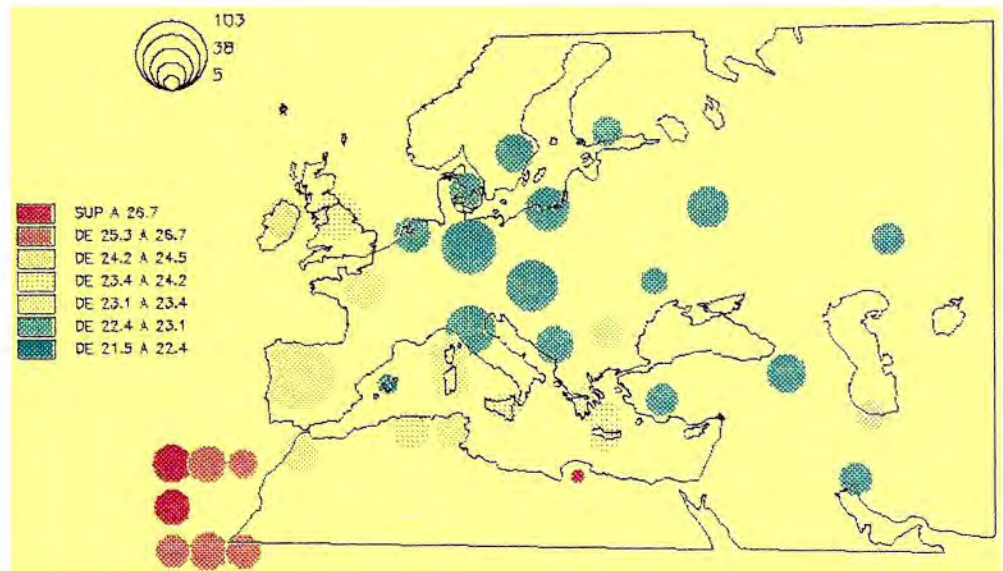 103
38
5
SUP A 26.7
DE 25.3 A 26.7
DE 24.2 A 24.5
DE 23.4 A 24.2
DE 23.1 A 23.4
DE 22.4 A 23.1
DE 21.5 A 22.4